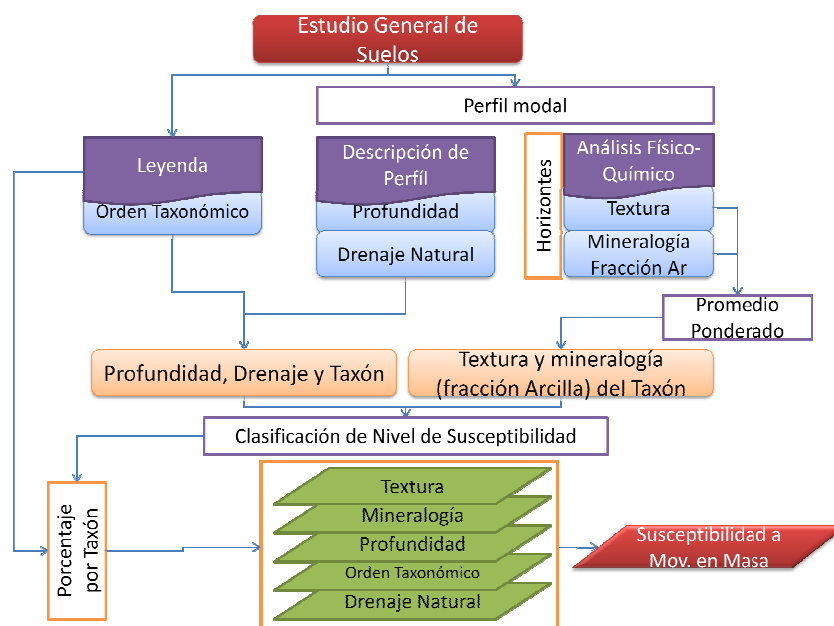 Estudio General de
Suelos
Perfil modal
Leyenda
Orden Taxonómico
Descripción de
Perfíl
Profundidad
Drenaje Natural
Horizontes
Análisis Físico-
Químico
Textura
Mineralogía
Fracción Ar
Promedio
Ponderado
Profundidad, Drenaje y Taxón
Textura y mineralogía
(fracción Arcilla) del Taxón
Clasificación de Nivel de Susceptibilidad
Porcentaje
por Taxón
Textura
Mineralogía
Profundidad
Orden Taxonómico
Drenaje Natural
Susceptibilidad a
Mov. en Masa